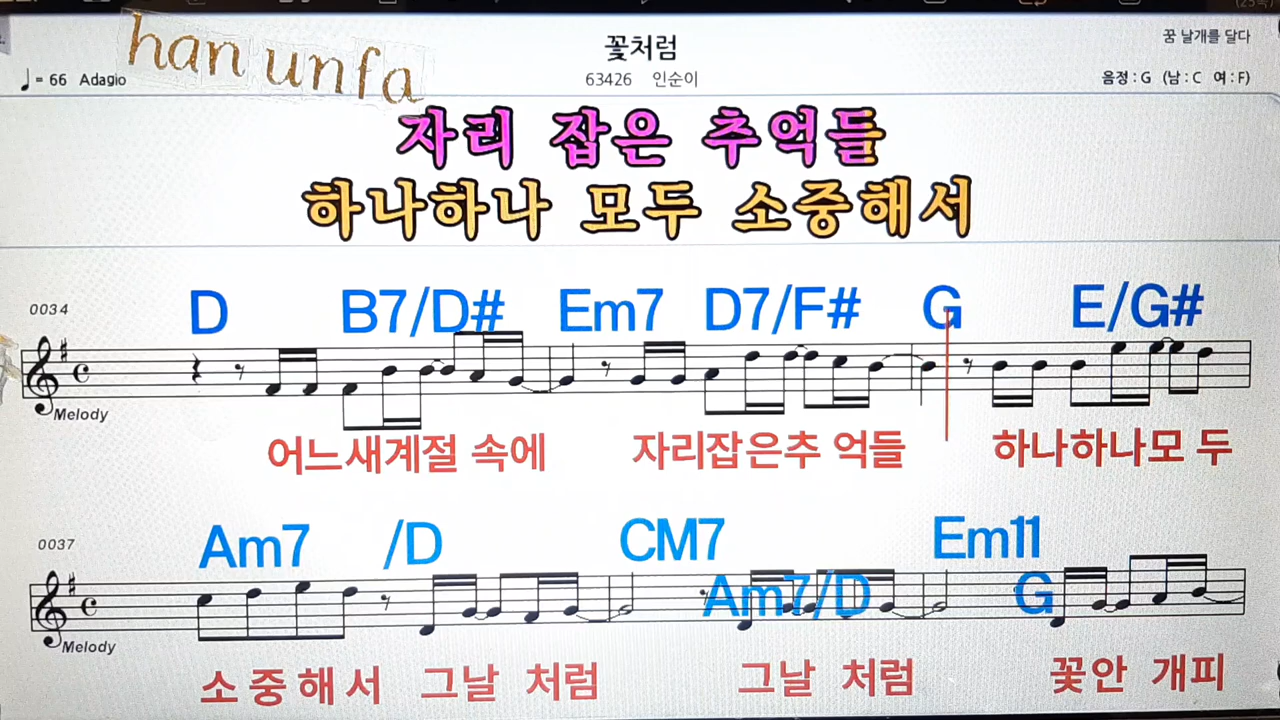 (25곡)
han unfa
꽃처럼
꿈 날개를 달다
♩= 66 Adagio
63426 인순이
음정 : G (남 : C 여 : F)
자리 잡은 추억들
하나하나 모두 소중해서
0034
D B7/D# Em7 D7/F# G E/G#
Melody
어느새계절 속에 자리잡은추 억들 하나하나모 두
0037
Am7 /D CM7 Em11
Am7/D G
Melody
소 중 해 서 그날 처럼 그날 처럼 꽃안 개피